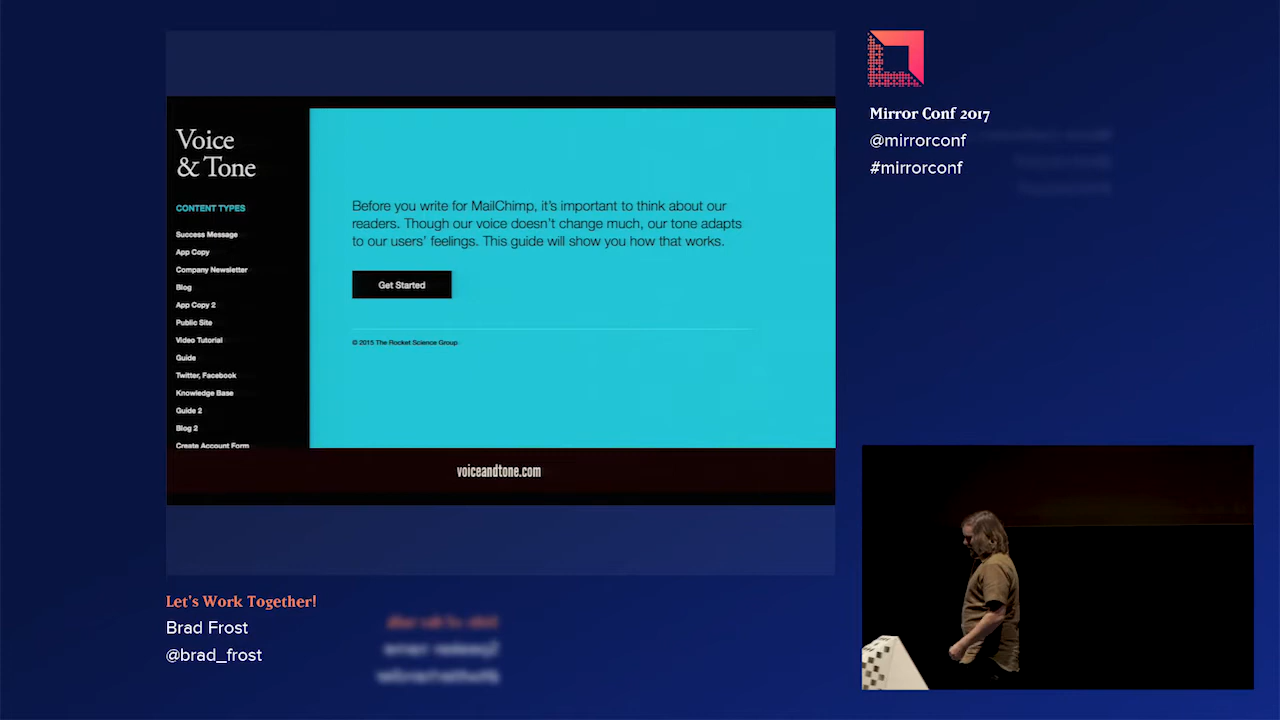 Voice
& Tone
CONTENT TYPES
Success Message
App Copy
Company Newsletter
Blog
App Copy 2
Public Site
Video Tutorial
Guide
Twitter, Facebook
Knowledge Base
Guide 2
Blog 2
Create Account Form
Before you write for MailChimp, it's important to think about our
readers. Though our voice doesn't change much, our tone adapts
to our users' feelings. This guide will show you how that works.
Get Started
© 2015 The Rocket Science Group
voiceandtone.com
Mirror Conf 2017
@mirrorconf
#mirrorconf
Let's Work Together!
Brad Frost
@brad_frost